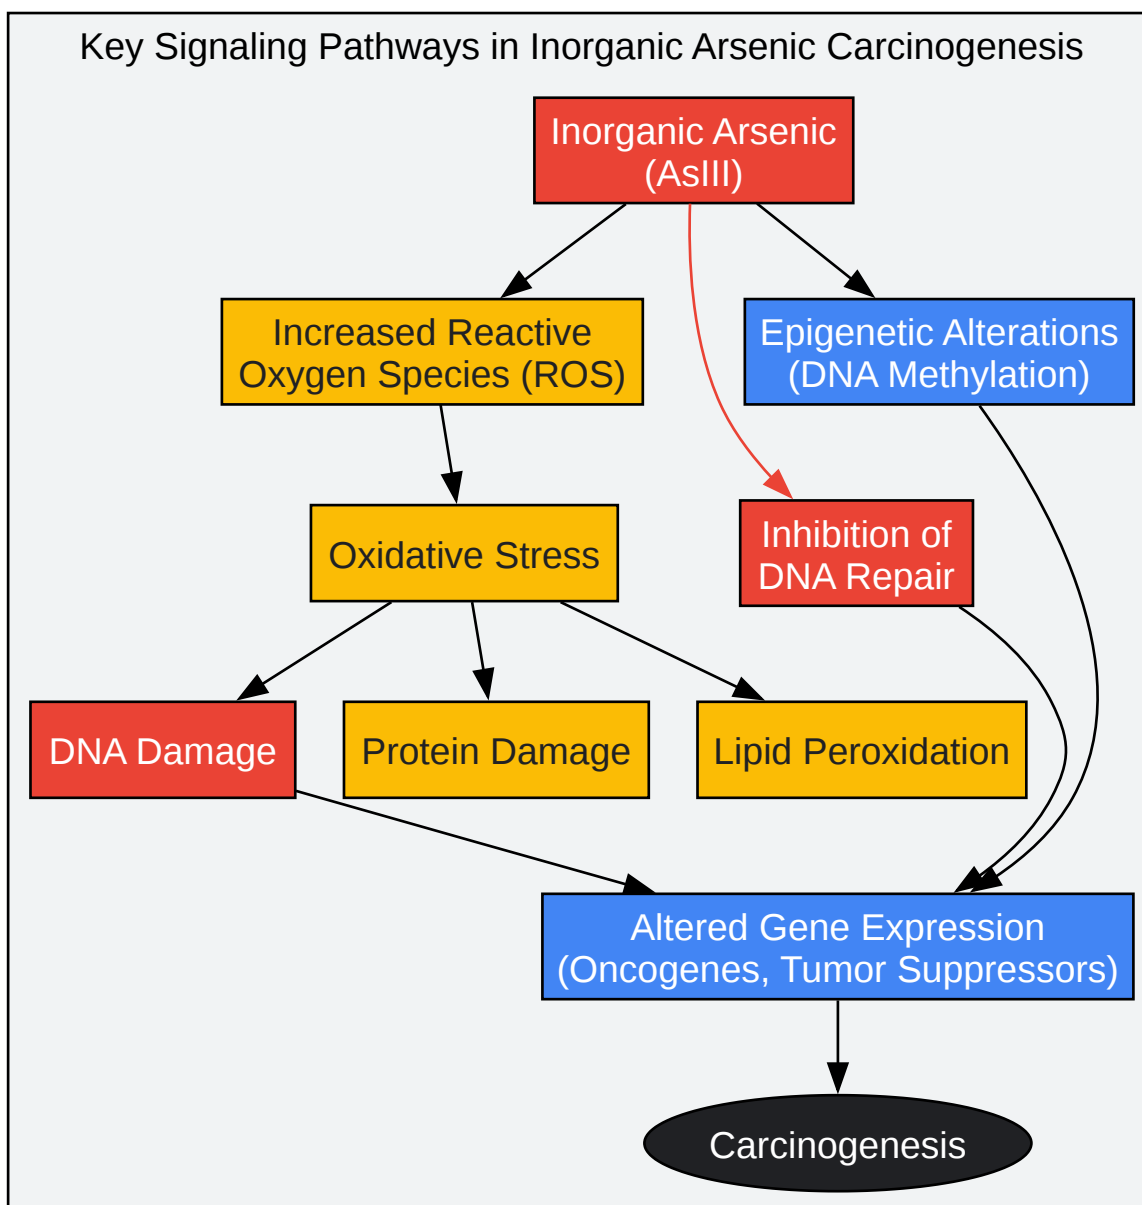 Key Signaling Pathways in Inorganic Arsenic Carcinogenesis
Inorganic Arsenic
(AsIII)
Increased Reactive
Oxygen Species (ROS)
Epigenetic Alterations
(DNA Methylation)
Oxidative Stress
Inhibition of
DNA Repair
DNA Damage
Protein Damage
Lipid Peroxidation
Altered Gene Expression
(Oncogenes, Tumor Suppressors)
Carcinogenesis